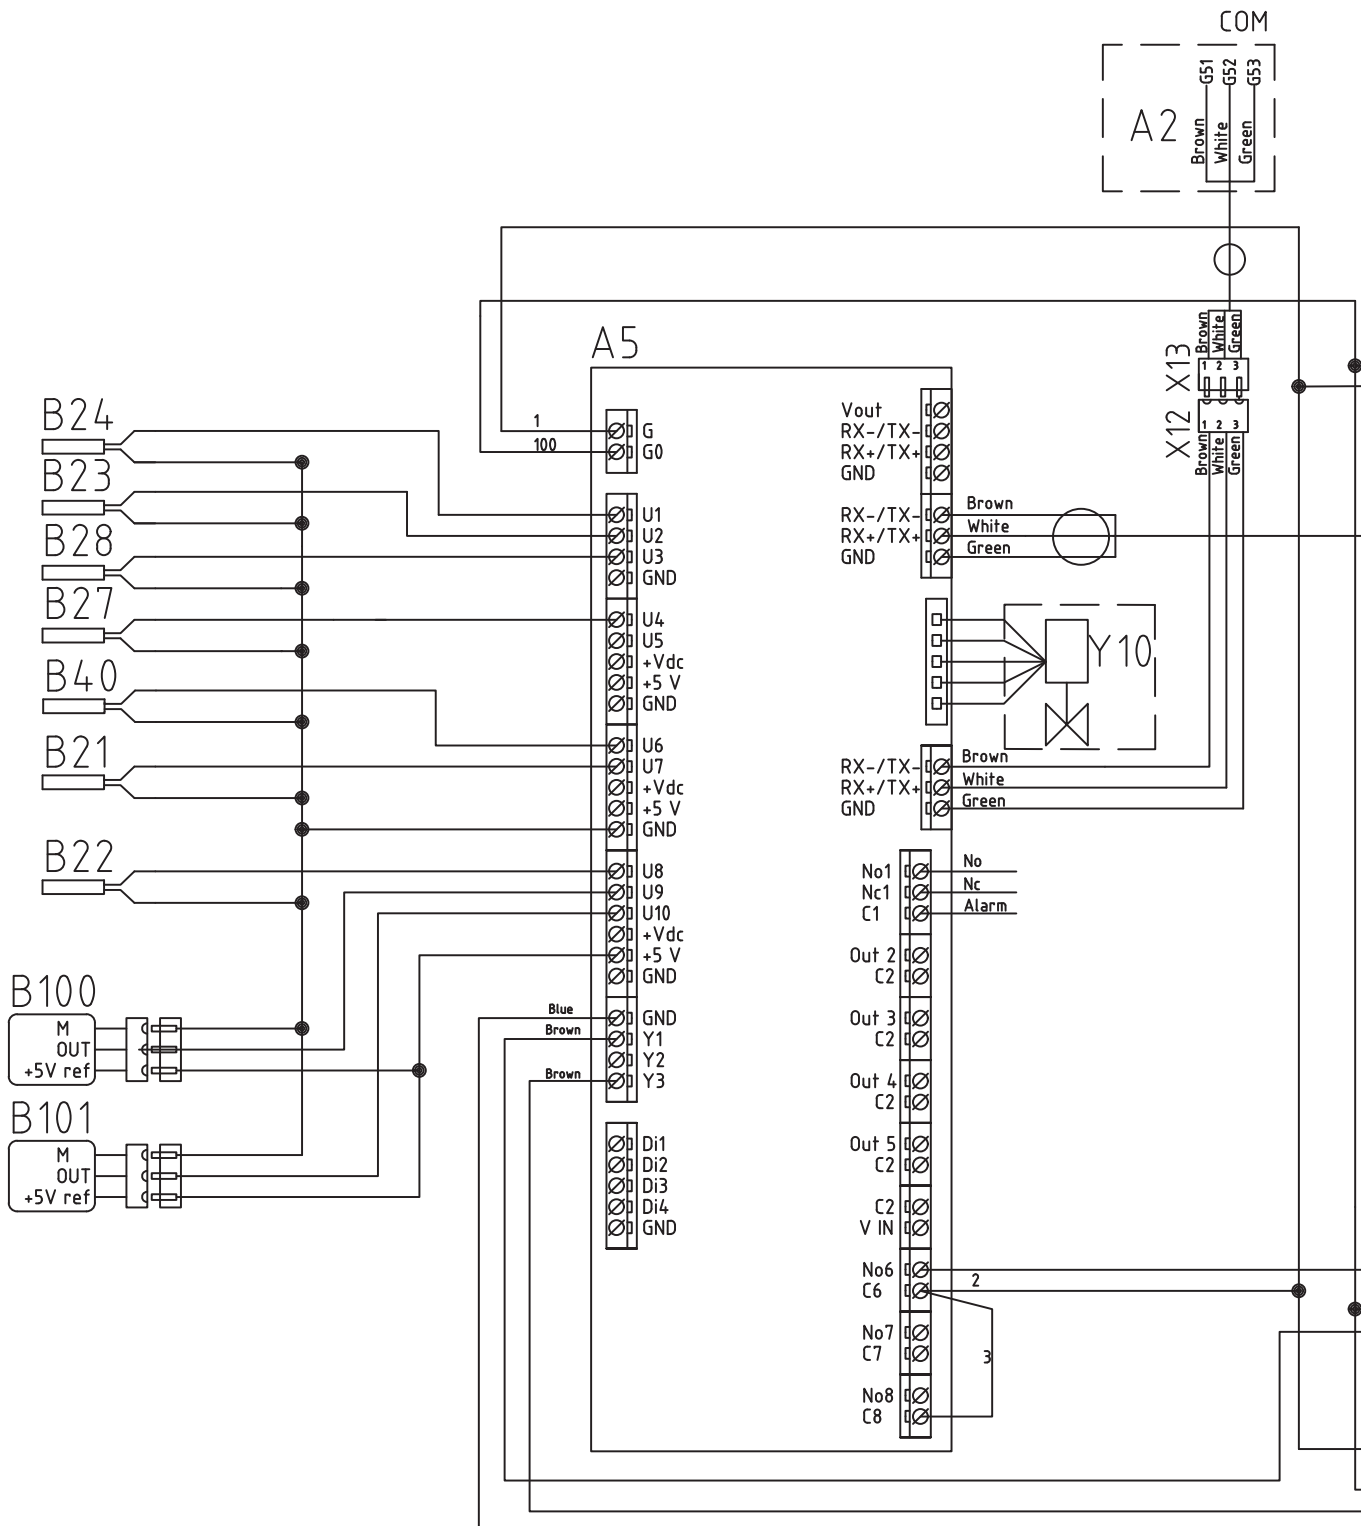 COM
G51
G52
G53
A2
Brown
White
Green
Brown
White
Green
X13
1 2 3
X12
1 2 3
Brown
White
Green
A5
B24
B23
B28
B27
B40
B21
B22
B100
M
OUT
+5V ref
B101
M
OUT
+5V ref
1
100
G
G0
U1
U2
U3
GND
U4
U5
+Vdc
+5 V
GND
U6
U7
+Vdc
+5 V
GND
U8
U9
U10
+Vdc
+5 V
GND
Blue
GND
Brown
Y1
Y2
Brown
Y3
Di1
Di2
Di3
Di4
GND
Vout
RX-/TX-
RX+/TX+
GND
RX-/TX-
Brown
RX+/TX+
White
GND
Green
Y10
RX-/TX-
Brown
RX+/TX+
White
GND
Green
No1
No
Nc1
Nc
C1
Alarm
Out 2
C2
Out 3
C2
Out 4
C2
Out 5
C2
C2
V IN
No6
C6
2
No7
C7
3
No8
C8